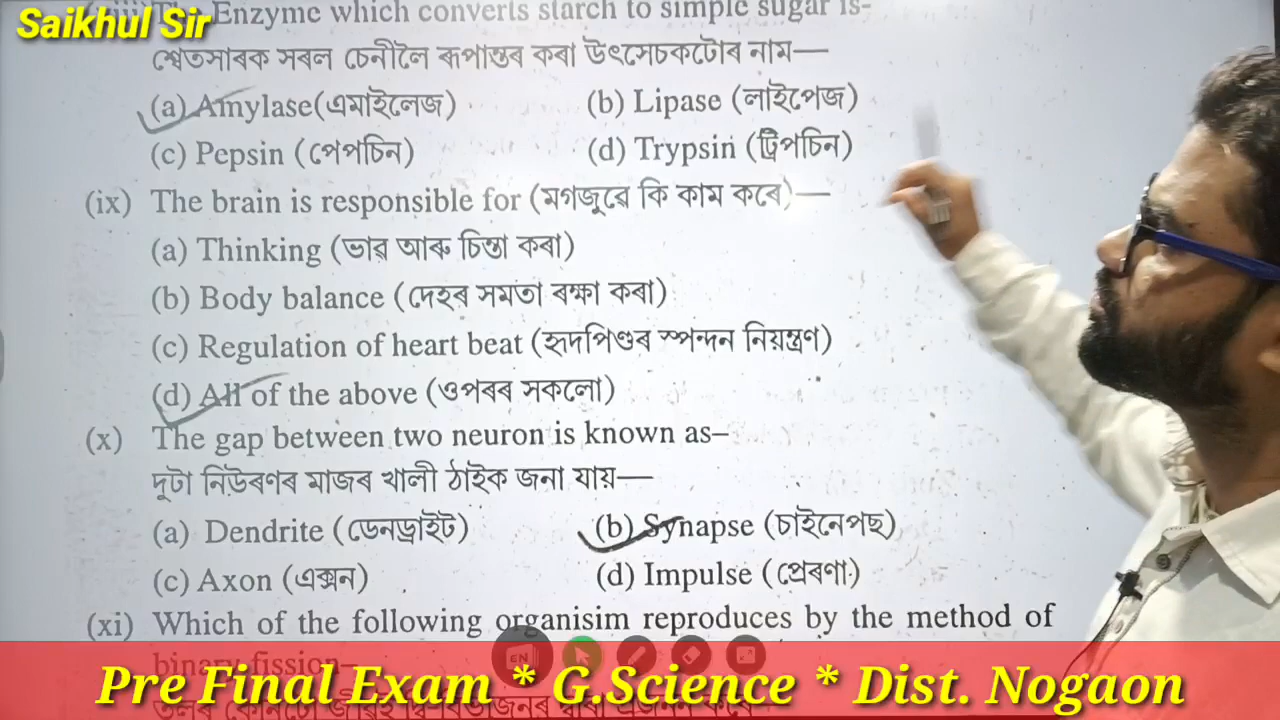 Saikhul Sir
Enzyme which converts starch to simple sugar is-
শ্বেতসাৰক সৰল চেনীলৈ ৰূপান্তৰ কৰা উৎসেচকটোৰ নাম—
(a) Amylase(এমাইলেজ) (b) Lipase (লাইপেজ)
(c) Pepsin (পেপচিন) (d) Trypsin (ট্ৰিপচিন)
(ix) The brain is responsible for (মগজুৱে কি কাম কৰে)—
(a) Thinking (ভাৱ আৰু চিন্তা কৰা)
(b) Body balance (দেহৰ সমতা ৰক্ষা কৰা)
(c) Regulation of heart beat (হৃদপিণ্ডৰ স্পন্দন নিয়ন্ত্ৰণ)
(d) All of the above (ওপৰৰ সকলো)
(x) The gap between two neuron is known as–
দুটা নিউৰণৰ মাজৰ খালী ঠাইক জনা যায়—
(a) Dendrite (ডেনড্ৰাইট) (b) Synapse (চাইনেপছ)
(c) Axon (এক্সন) (d) Impulse (প্ৰেৰণা)
(xi) Which of the following organisim reproduces by the method of
binary fission–
EN
Pre Final Exam * G.Science * Dist. Nogaon